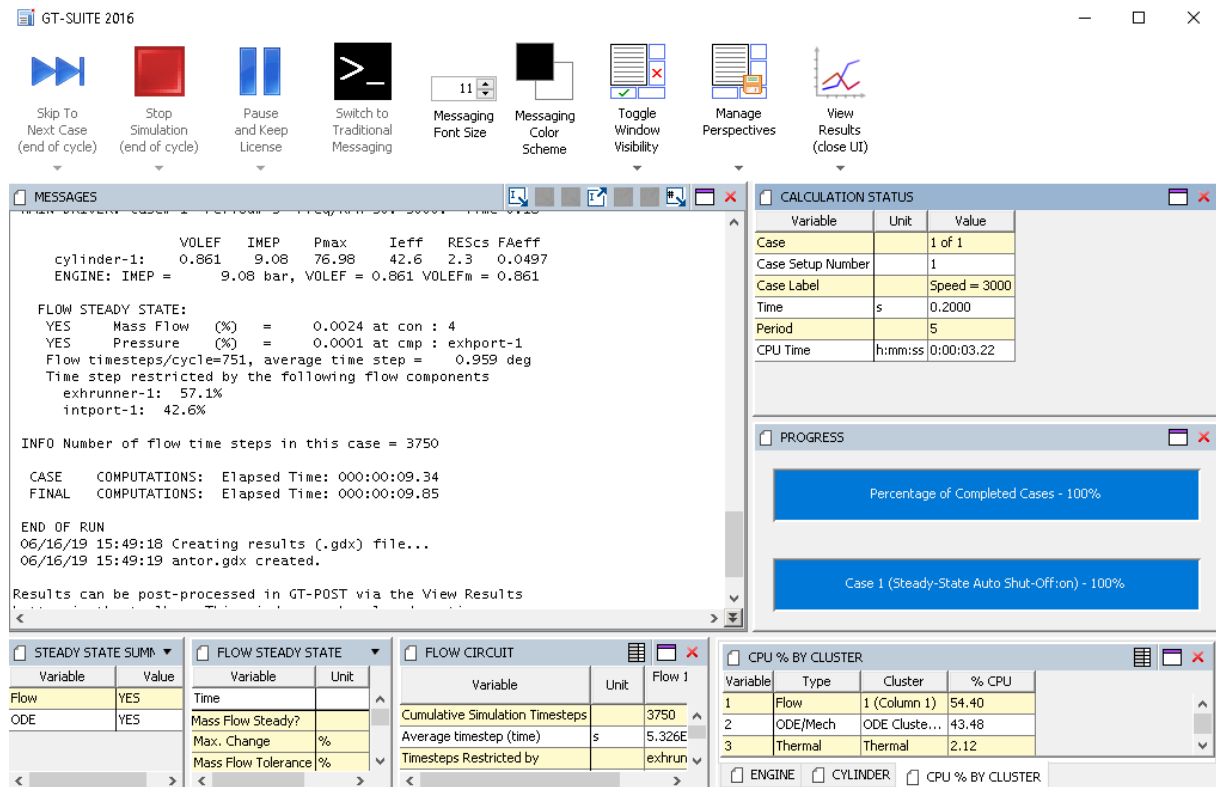 GT-SUITE 2016
Skip To
Next Case
(end of cycle)
Stop
Simulation
(end of cycle)
Pause
and Keep
License
>_
Switch to
Traditional
Messaging
11
Messaging
Font Size
Messaging
Color
Scheme
Toggle
Window
Visibility
Manage
Perspectives
View
Results
(close UI)
MESSAGES
VOLEF IMEP Pmax Ieff REScs FAeff
cylinder-1: 0.861 9.08 76.98 42.6 2.3 0.0497
ENGINE: IMEP = 9.08 bar, VOLEF = 0.861 VOLEFm = 0.861
FLOW STEADY STATE:
YES Mass Flow (%) = 0.0024 at con : 4
YES Pressure (%) = 0.0001 at cmp : exhport-1
Flow timesteps/cycle=751, average time step = 0.959 deg
Time step restricted by the following flow components
exhrunner-1: 57.1%
intport-1: 42.6%
INFO Number of flow time steps in this case = 3750
CASE COMPUTATIONS: Elapsed Time: 000:00:09.34
FINAL COMPUTATIONS: Elapsed Time: 000:00:09.85
END OF RUN
06/16/19 15:49:18 Creating results (.gdx) file...
06/16/19 15:49:19 antor.gdx created.
Results can be post-processed in GT-POST via the View Results
CALCULATION STATUS
Variable Unit Value
Case 1 of 1
Case Setup Number 1
Case Label Speed = 3000
Time s 0.2000
Period 5
CPU Time h:mm:ss 0:00:03.22
PROGRESS
Percentage of Completed Cases - 100%
Case 1 (Steady-State Auto Shut-Off:on) - 100%
STEADY STATE SUMM
Variable Value
Flow YES
ODE YES
FLOW STEADY STATE
Variable Unit
Time
Mass Flow Steady?
Max. Change %
Mass Flow Tolerance %
FLOW CIRCUIT
Variable Unit Flow 1
Cumulative Simulation Timesteps 3750
Average timestep (time) s 5.326E
Timesteps Restricted by exhrun
CPU % BY CLUSTER
Variable Type Cluster % CPU
1 Flow 1 (Column 1) 54.40
2 ODE/Mech ODE Cluste... 43.48
3 Thermal Thermal 2.12
ENGINE CYLINDER CPU % BY CLUSTER